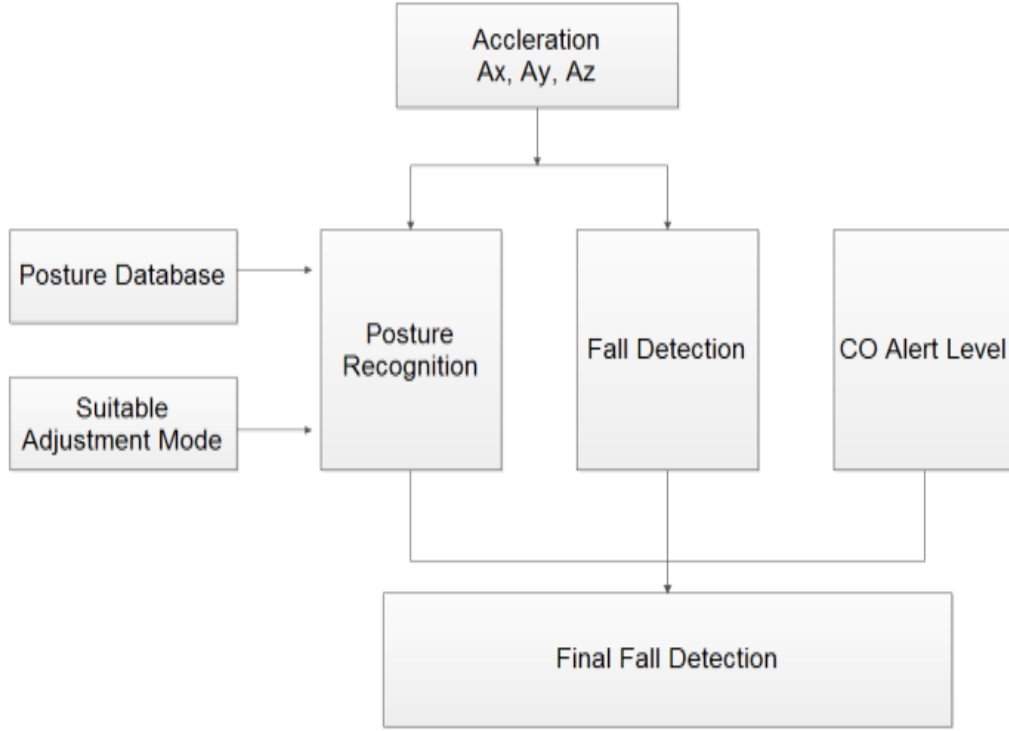 Accleration
Ax, Ay, Az
Posture Database
Suitable
Adjustment Mode
Posture
Recognition
Fall Detection
CO Alert Level
Final Fall Detection